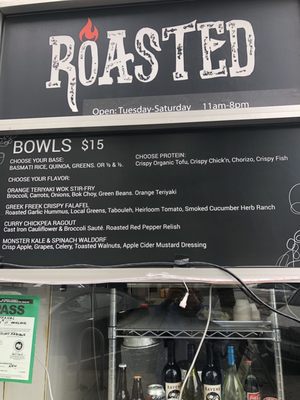 ROASTED
Open: Tuesday-Saturday 11am-8pm
BOWLS $15
CHOOSE YOUR BASE:
BASMATI RICE, QUINOA, GREENS. OR ½ & ½.
CHOOSE PROTEIN:
Crispy Organic Tofu, Crispy Chick'n, Chorizo, Crispy Fish
CHOOSE YOUR FLAVOR:
ORANGE TERIYAKI WOK STIR-FRY
Broccoli, Carrots, Onions, Bok Choy, Green Beans. Orange Teriyaki
GREEK FREEK CRISPY FALAFEL
Roasted Garlic Hummus, Local Greens, Tabouleh, Heirloom Tomato, Smoked Cucumber Herb Ranch
CURRY CHICKPEA RAGOUT
Cast Iron Cauliflower & Broccoli Sauté. Roasted Red Pepper Relish
MONSTER KALE & SPINACH WALDORF
Crisp Apple, Grapes, Celery, Toasted Walnuts, Apple Cider Mustard Dressing
PASS